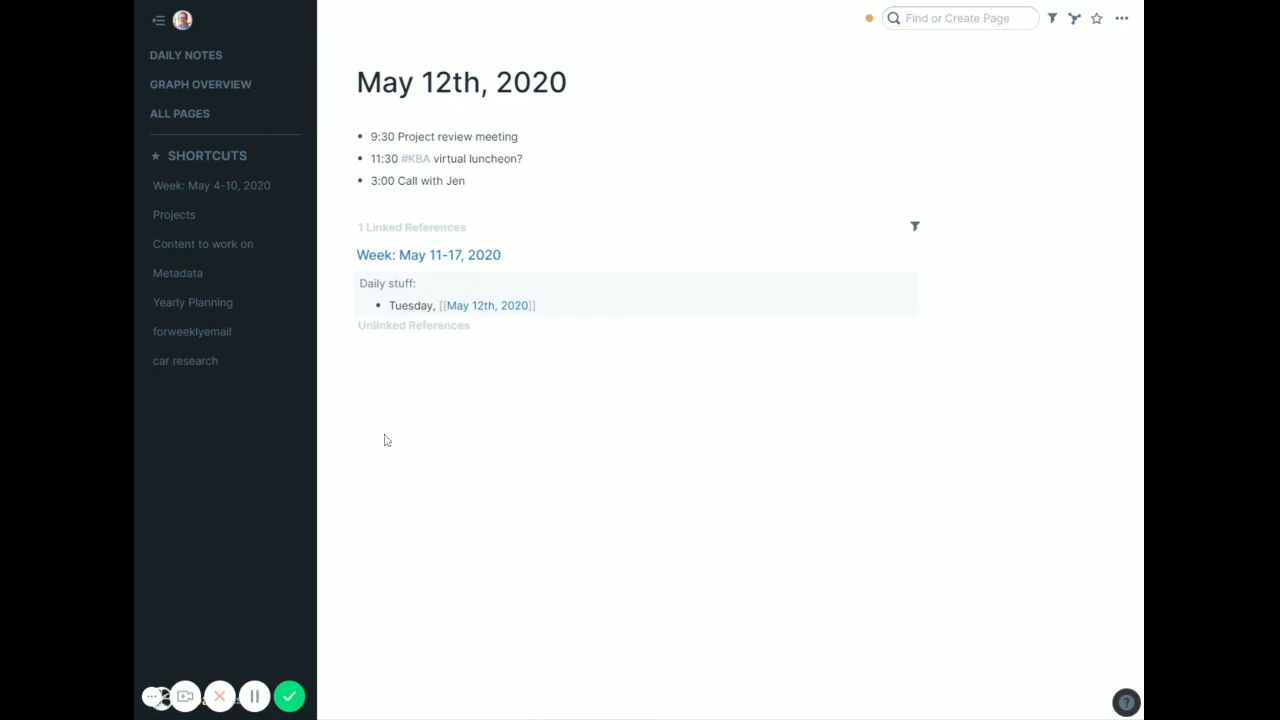 Find or Create Page
DAILY NOTES
GRAPH OVERVIEW
ALL PAGES
SHORTCUTS
Week: May 4-10, 2020
Projects
Content to work on
Metadata
Yearly Planning
forweeklyemail
car research
May 12th, 2020
9:30 Project review meeting
11:30 #KBA virtual luncheon?
3:00 Call with Jen
1 Linked References
Week: May 11-17, 2020
Daily stuff:
Tuesday, [[May 12th, 2020]]
Unlinked References